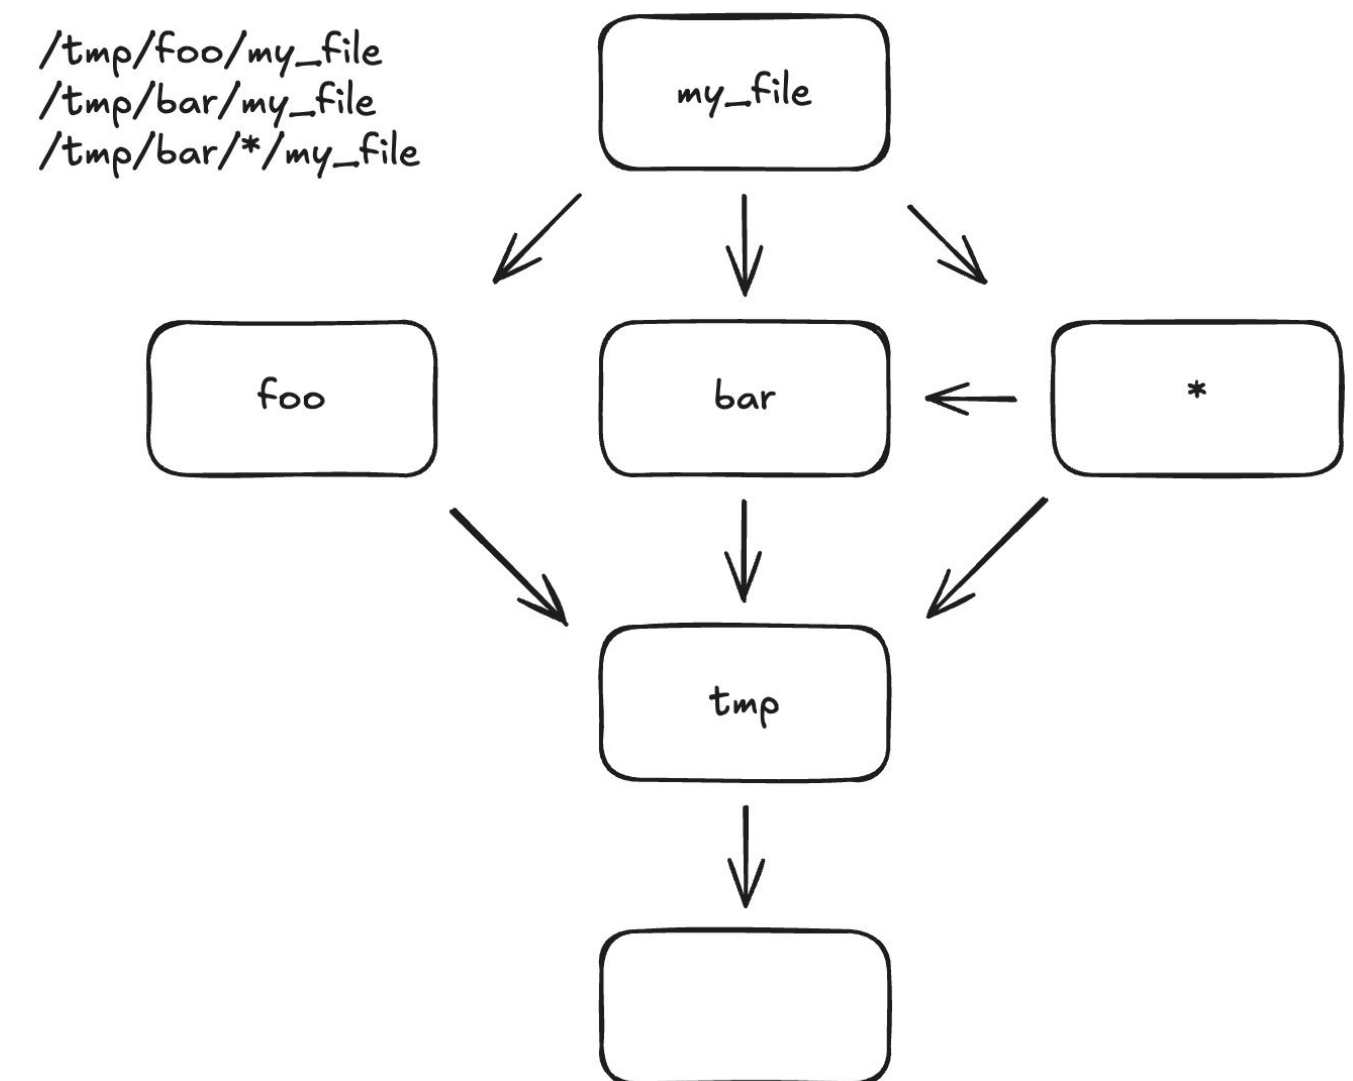 /tmp/foo/my_file
/tmp/bar/my_file
/tmp/bar/*/my_file
my_file
foo
bar
*
tmp